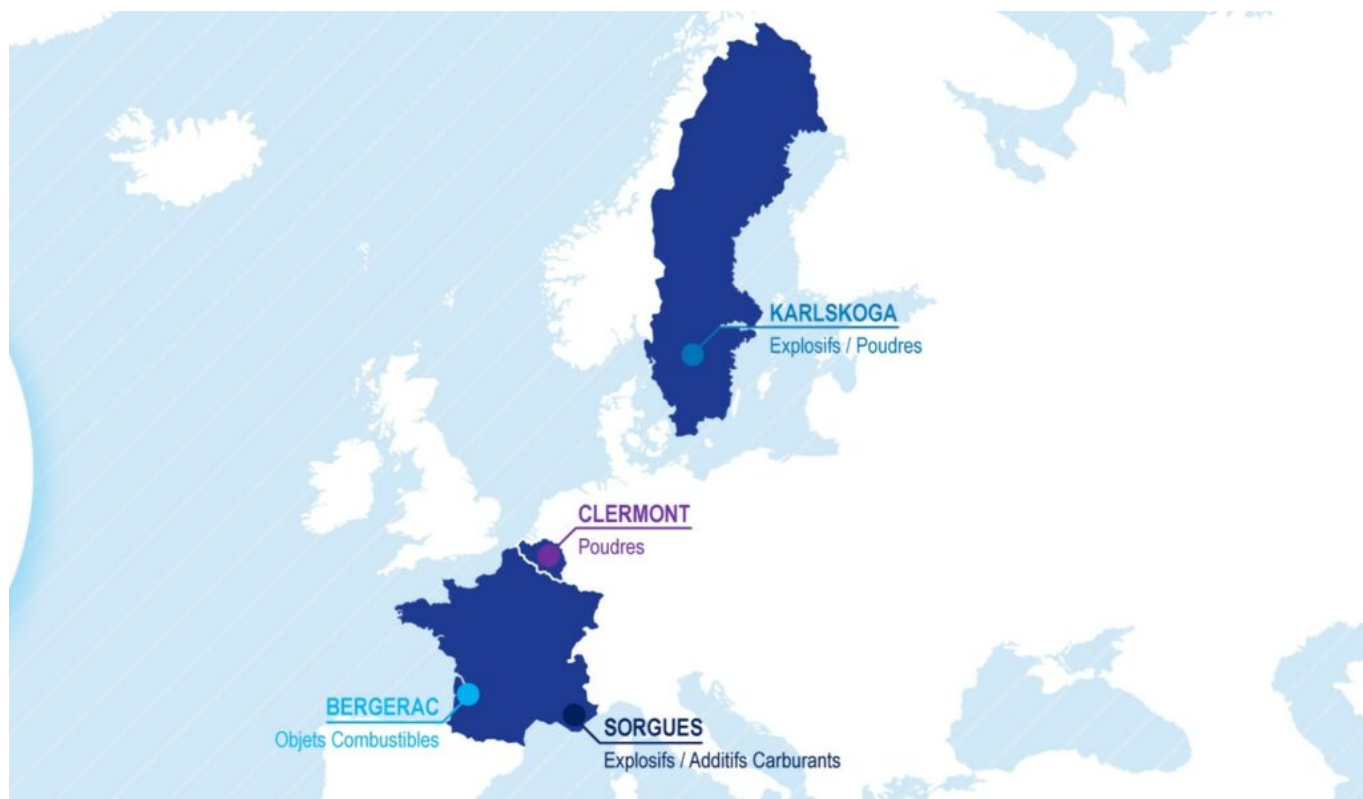 KARLSKOGA
Explosifs / Poudres
CLERMONT
Poudres
BERGERAC
Objets Combustibles
SORGUES
Explosifs / Additifs Carburants